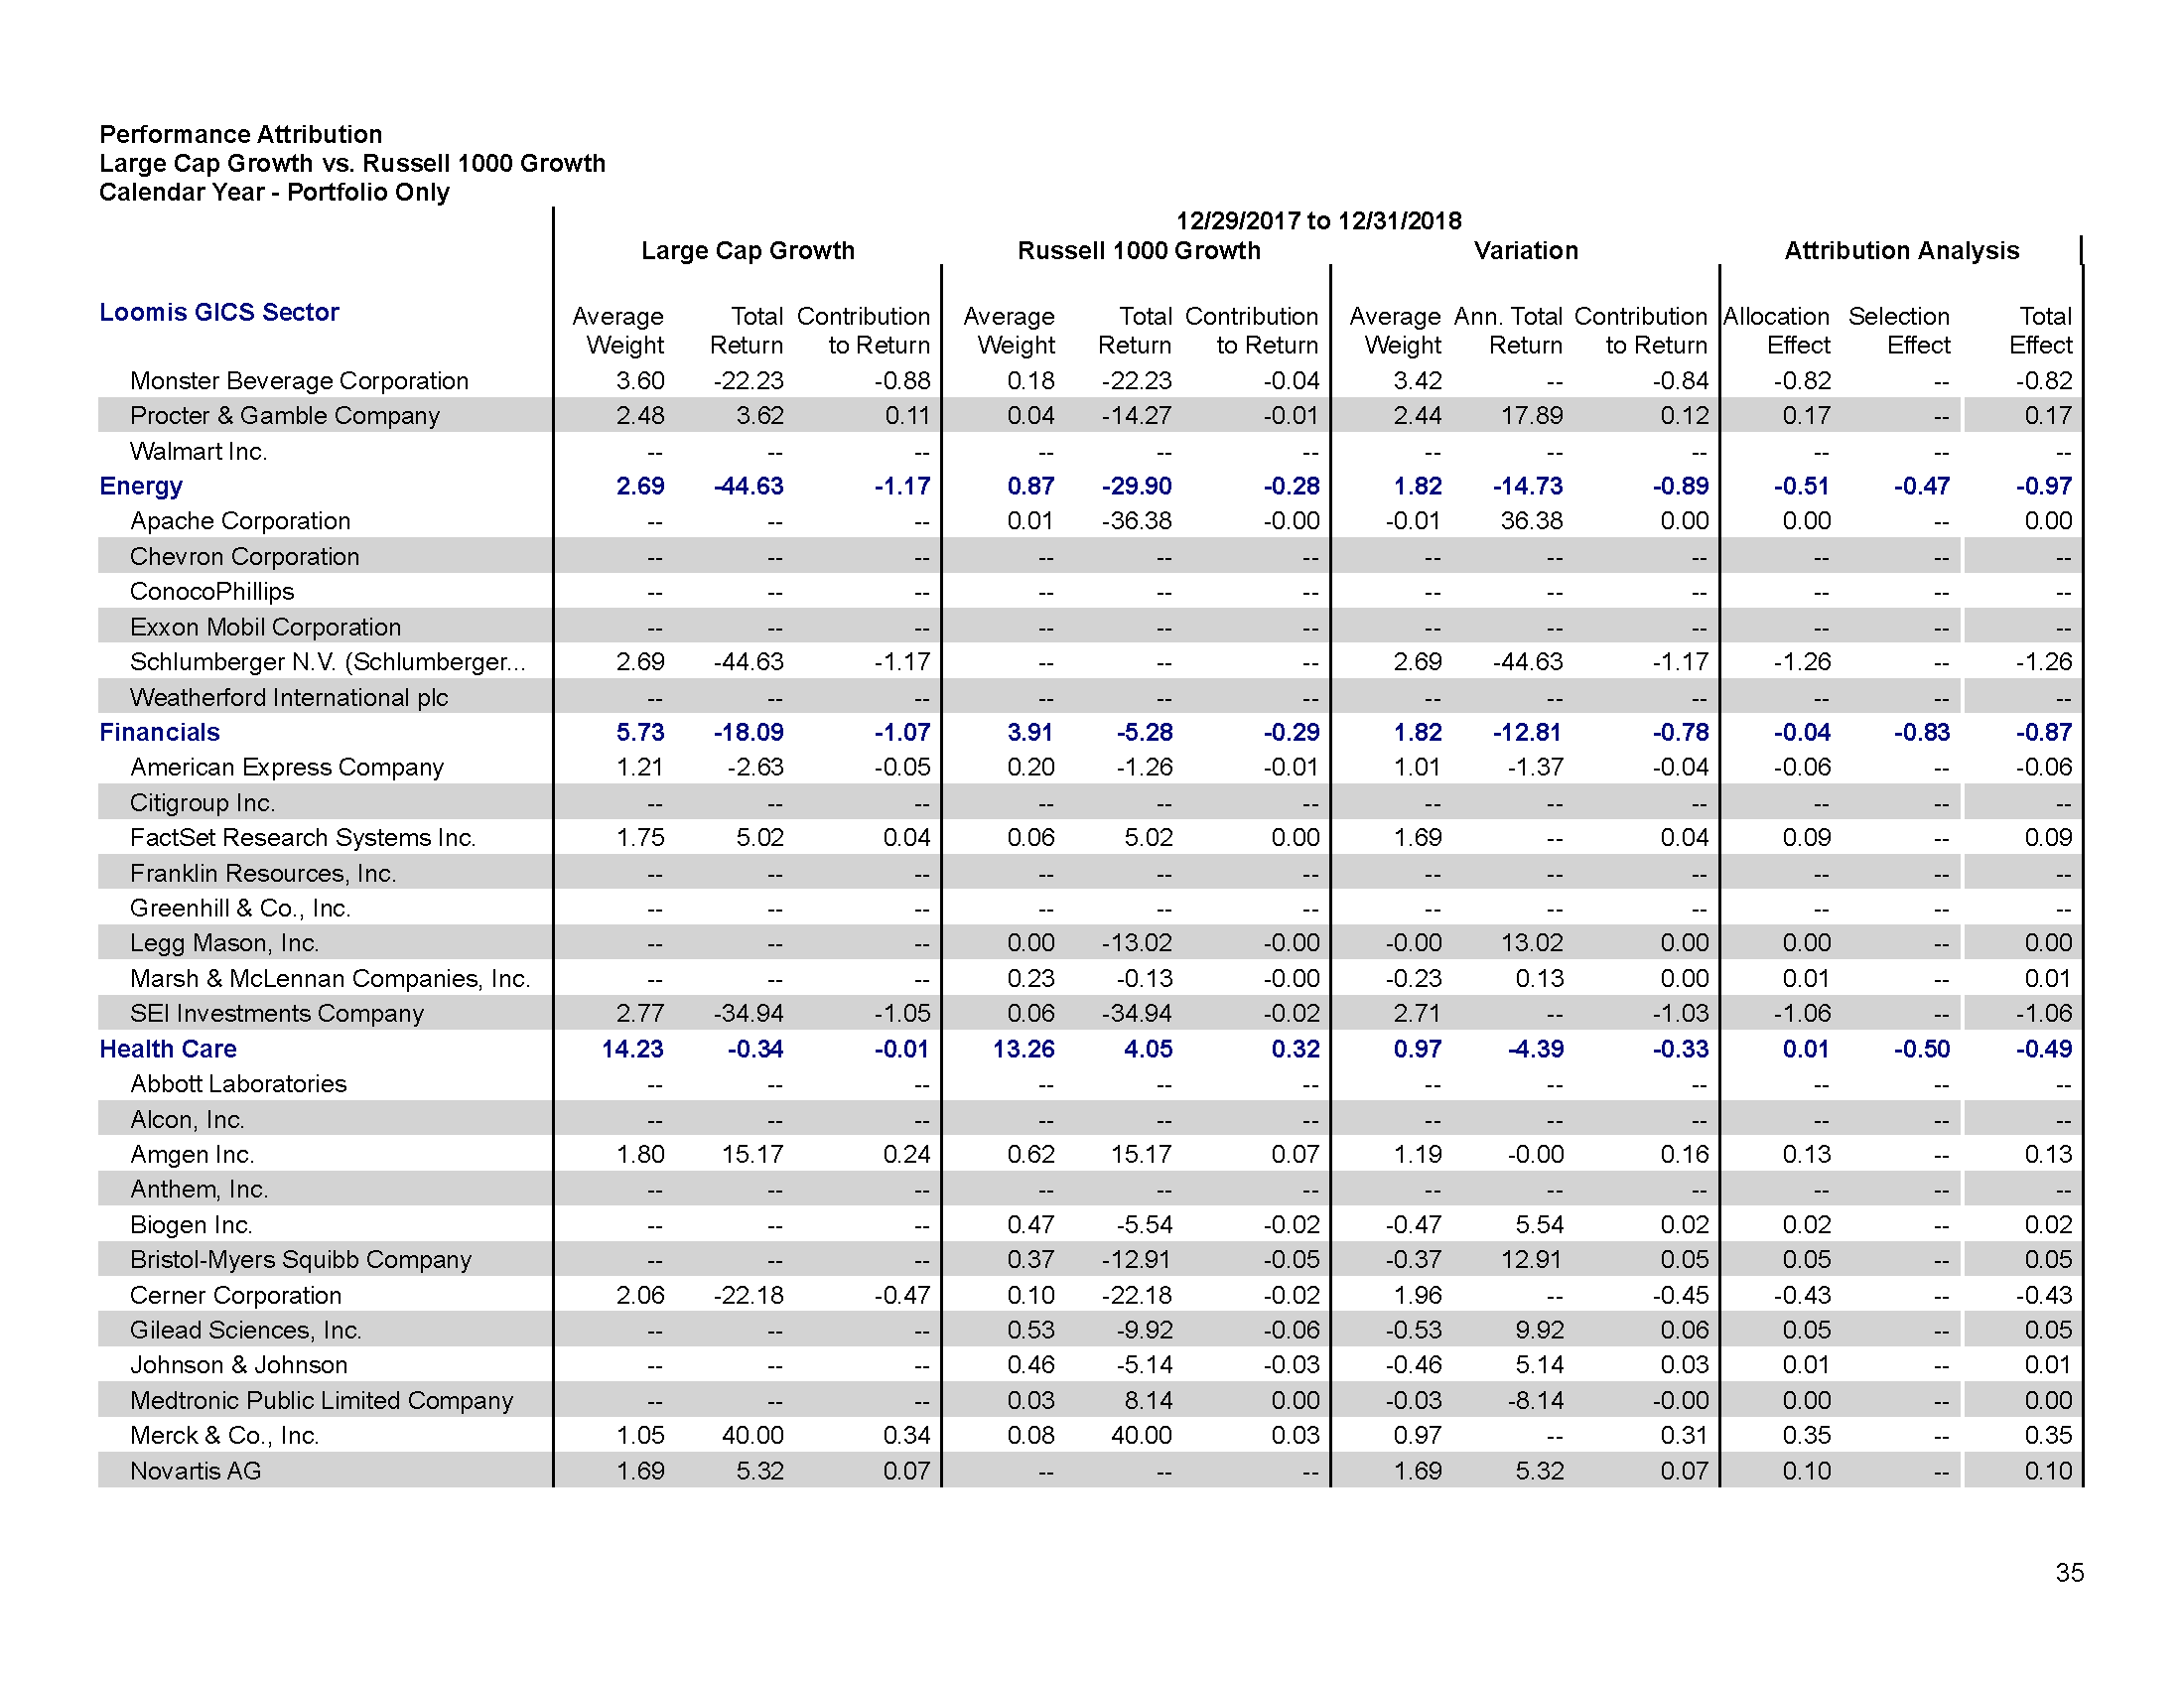 Performance Attribution
Large Cap Growth vs. Russell 1000 Growth
Calendar Year - Portfolio Only
12/29/2017 to 12/31/2018
Large Cap Growth Russell 1000 Growth Variation Attribution Analysis
Loomis GICS Sector Average Total Contribution Average Total Contribution Average Ann. Total Contribution Allocation Selection Total
Weight Return to Return Weight Return to Return Weight Return to Return Effect Effect Effect
Monster Beverage Corporation 3.60 -22.23 -0.88 0.18 -22.23 -0.04 3.42 -- -0.84 -0.82 -- -0.82
Procter & Gamble Company 2.48 3.62 0.11 0.04 -14.27 -0.01 2.44 17.89 0.12 0.17 -- 0.17
Walmart Inc. -- -- -- -- -- -- -- -- -- -- -- --
Energy 2.69 -44.63 -1.17 0.87 -29.90 -0.28 1.82 -14.73 -0.89 -0.51 -0.47 -0.97
Apache Corporation -- -- -- 0.01 -36.38 -0.00 -0.01 36.38 0.00 0.00 -- 0.00
Chevron Corporation -- -- -- -- -- -- -- -- -- -- -- --
ConocoPhillips -- -- -- -- -- -- -- -- -- -- -- --
Exxon Mobil Corporation -- -- -- -- -- -- -- -- -- -- -- --
Schlumberger N.V. (Schlumberger... 2.69 -44.63 -1.17 -- -- -- 2.69 -44.63 -1.17 -1.26 -- -1.26
Weatherford International plc -- -- -- -- -- -- -- -- -- -- -- --
Financials 5.73 -18.09 -1.07 3.91 -5.28 -0.29 1.82 -12.81 -0.78 -0.04 -0.83 -0.87
American Express Company 1.21 -2.63 -0.05 0.20 -1.26 -0.01 1.01 -1.37 -0.04 -0.06 -- -0.06
Citigroup Inc. -- -- -- -- -- -- -- -- -- -- -- --
FactSet Research Systems Inc. 1.75 5.02 0.04 0.06 5.02 0.00 1.69 -- 0.04 0.09 -- 0.09
Franklin Resources, Inc. -- -- -- -- -- -- -- -- -- -- -- --
Greenhill & Co., Inc. -- -- -- -- -- -- -- -- -- -- -- --
Legg Mason, Inc. -- -- -- 0.00 -13.02 -0.00 -0.00 13.02 0.00 0.00 -- 0.00
Marsh & McLennan Companies, Inc. -- -- -- 0.23 -0.13 -0.00 -0.23 0.13 0.00 0.01 -- 0.01
SEI Investments Company 2.77 -34.94 -1.05 0.06 -34.94 -0.02 2.71 -- -1.03 -1.06 -- -1.06
Health Care 14.23 -0.34 -0.01 13.26 4.05 0.32 0.97 -4.39 -0.33 0.01 -0.50 -0.49
Abbott Laboratories -- -- -- -- -- -- -- -- -- -- -- --
Alcon, Inc. -- -- -- -- -- -- -- -- -- -- -- --
Amgen Inc. 1.80 15.17 0.24 0.62 15.17 0.07 1.19 -0.00 0.16 0.13 -- 0.13
Anthem, Inc. -- -- -- -- -- -- -- -- -- -- -- --
Biogen Inc. -- -- -- 0.47 -5.54 -0.02 -0.47 5.54 0.02 0.02 -- 0.02
Bristol-Myers Squibb Company -- -- -- 0.37 -12.91 -0.05 -0.37 12.91 0.05 0.05 -- 0.05
Cerner Corporation 2.06 -22.18 -0.47 0.10 -22.18 -0.02 1.96 -- -0.45 -0.43 -- -0.43
Gilead Sciences, Inc. -- -- -- 0.53 -9.92 -0.06 -0.53 9.92 0.06 0.05 -- 0.05
Johnson & Johnson -- -- -- 0.46 -5.14 -0.03 -0.46 5.14 0.03 0.01 -- 0.01
Medtronic Public Limited Company -- -- -- 0.03 8.14 0.00 -0.03 -8.14 -0.00 0.00 -- 0.00
Merck & Co., Inc. 1.05 40.00 0.34 0.08 40.00 0.03 0.97 -- 0.31 0.35 -- 0.35
Novartis AG 1.69 5.32 0.07 -- -- -- 1.69 5.32 0.07 0.10 -- 0.10
35